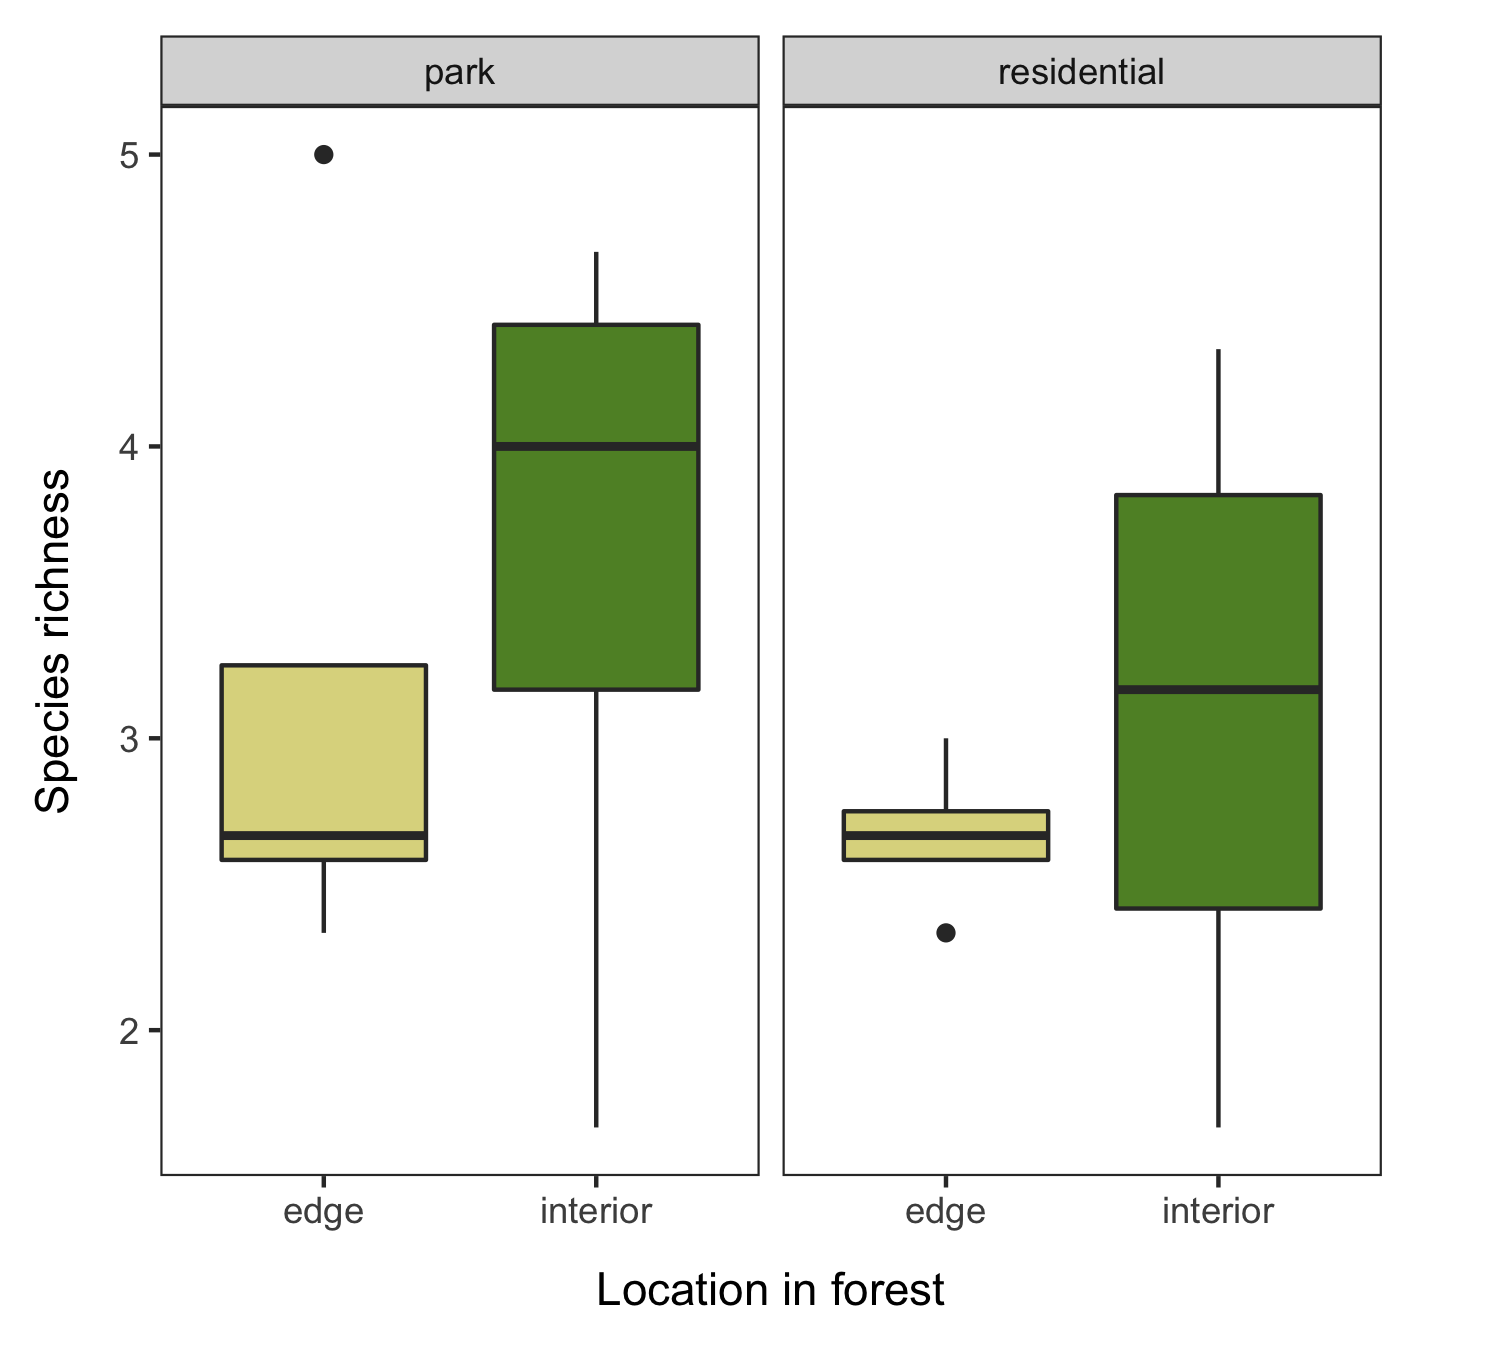 park
residential
5
4
3
2
Species richness
edge
interior
edge
interior
Location in forest